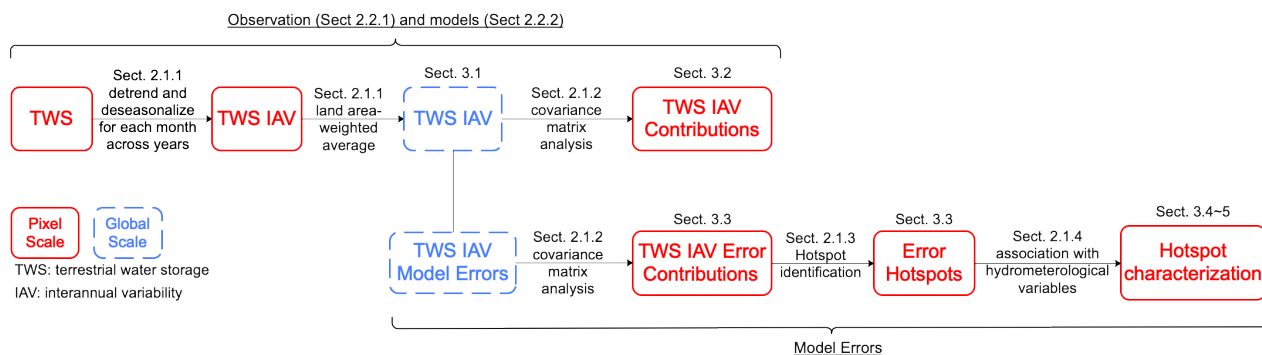 Observation (Sect 2.2.1) and models (Sect 2.2.2)
TWS
Sect. 2.1.1
detrend and
deseasonalize
for each month
across years
TWS IAV
Sect. 2.1.1
land area-
weighted
average
Sect. 3.1
TWS IAV
Sect. 2.1.2
covariance
matrix
analysis
Sect. 3.2
TWS IAV
Contributions
Pixel
Scale
Global
Scale
TWS: terrestrial water storage
IAV: interannual variability
TWS IAV
Model Errors
Sect. 2.1.2
covariance
matrix
analysis
Sect. 3.3
TWS IAV Error
Contributions
Sect. 2.1.3
Hotspot
identification
Sect. 3.3
Error
Hotspots
Sect. 2.1.4
association with
hydrometerological
variables
Sect. 3.4~5
Hotspot
characterization
Model Errors